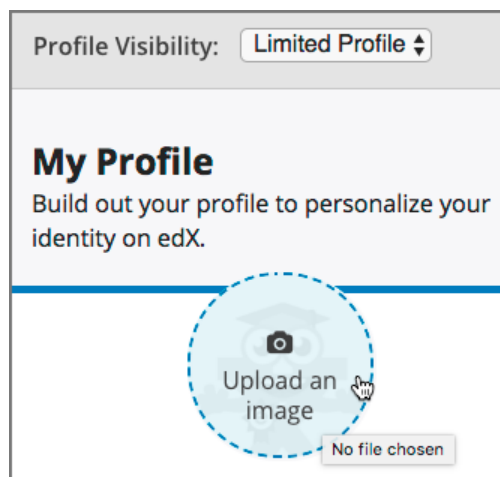 Profile Visibility: Limited Profile
My Profile
Build out your profile to personalize your
identity on edX.
Upload an
image
No file chosen